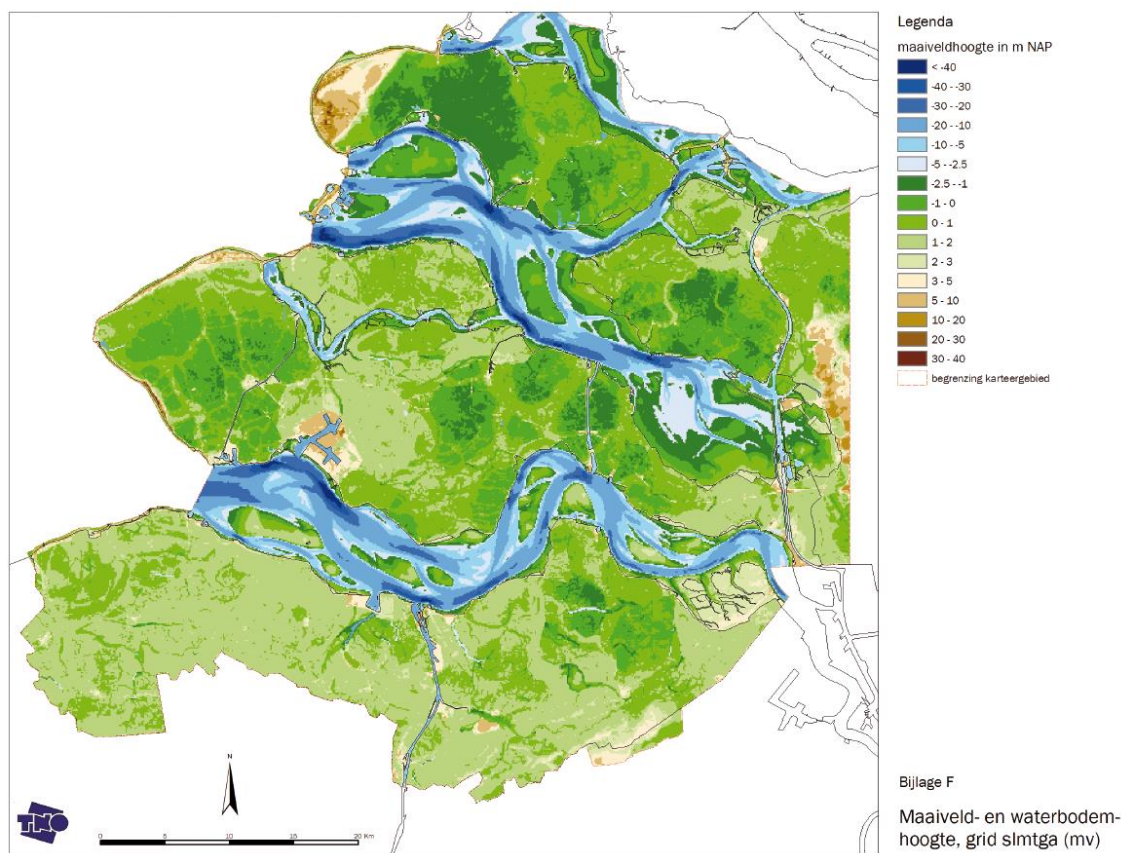 Legenda
maaiveldhoogte in m NAP
< -40
-40 - -30
-30 - -20
-20 - -10
-10 - -5
-5 - -2.5
-2.5 - -1
-1 - 0
0 - 1
1 - 2
2 - 3
3 - 5
5 - 10
10 - 20
20 - 30
30 - 40
begrenzing karteergebied
N
TNO
0 5 10 20 Km
Bijlage F
Maaiveld- en waterbodem-
hoogte, grid slmtga (mv)